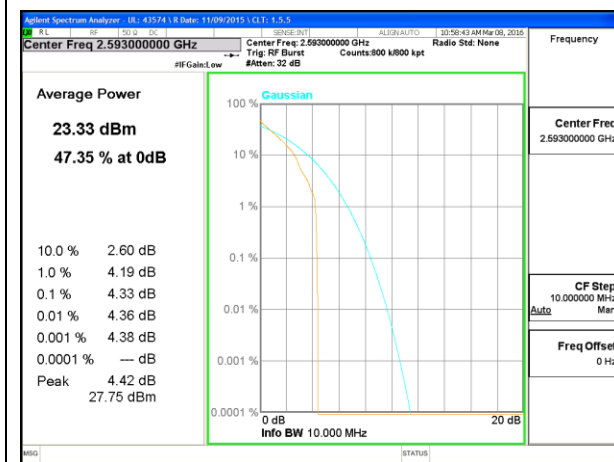 Agilent Spectrum Analyzer - UL: 43574 \ R Date: 11/09/2015 \ CLT: 1.5.5
RL RF 50 Ω DC SENSE:INT ALIGN AUTO 10:58:43 AM Mar 08, 2016
Center Freq 2.593000000 GHz
Center Freq: 2.593000000 GHz
Radio Std: None
Trig: RF Burst Counts:800 k/800 kpt
#IFGain:Low
#Atten: 32 dB
Frequency
Average Power
23.33 dBm
47.35 % at 0dB
10.0 % 2.60 dB
1.0 % 4.19 dB
0.1 % 4.33 dB
0.01 % 4.36 dB
0.001 % 4.38 dB
0.0001 % --- dB
Peak 4.42 dB
27.75 dBm
Gaussian
100 %
10 %
1 %
0.1 %
0.01 %
0.001 %
0.0001 %
0 dB 20 dB
Info BW 10.000 MHz
Center Freq
2.593000000 GHz
CF Step
10.000000 MHz
Auto Man
Freq Offset
0 Hz
MSG STATUS